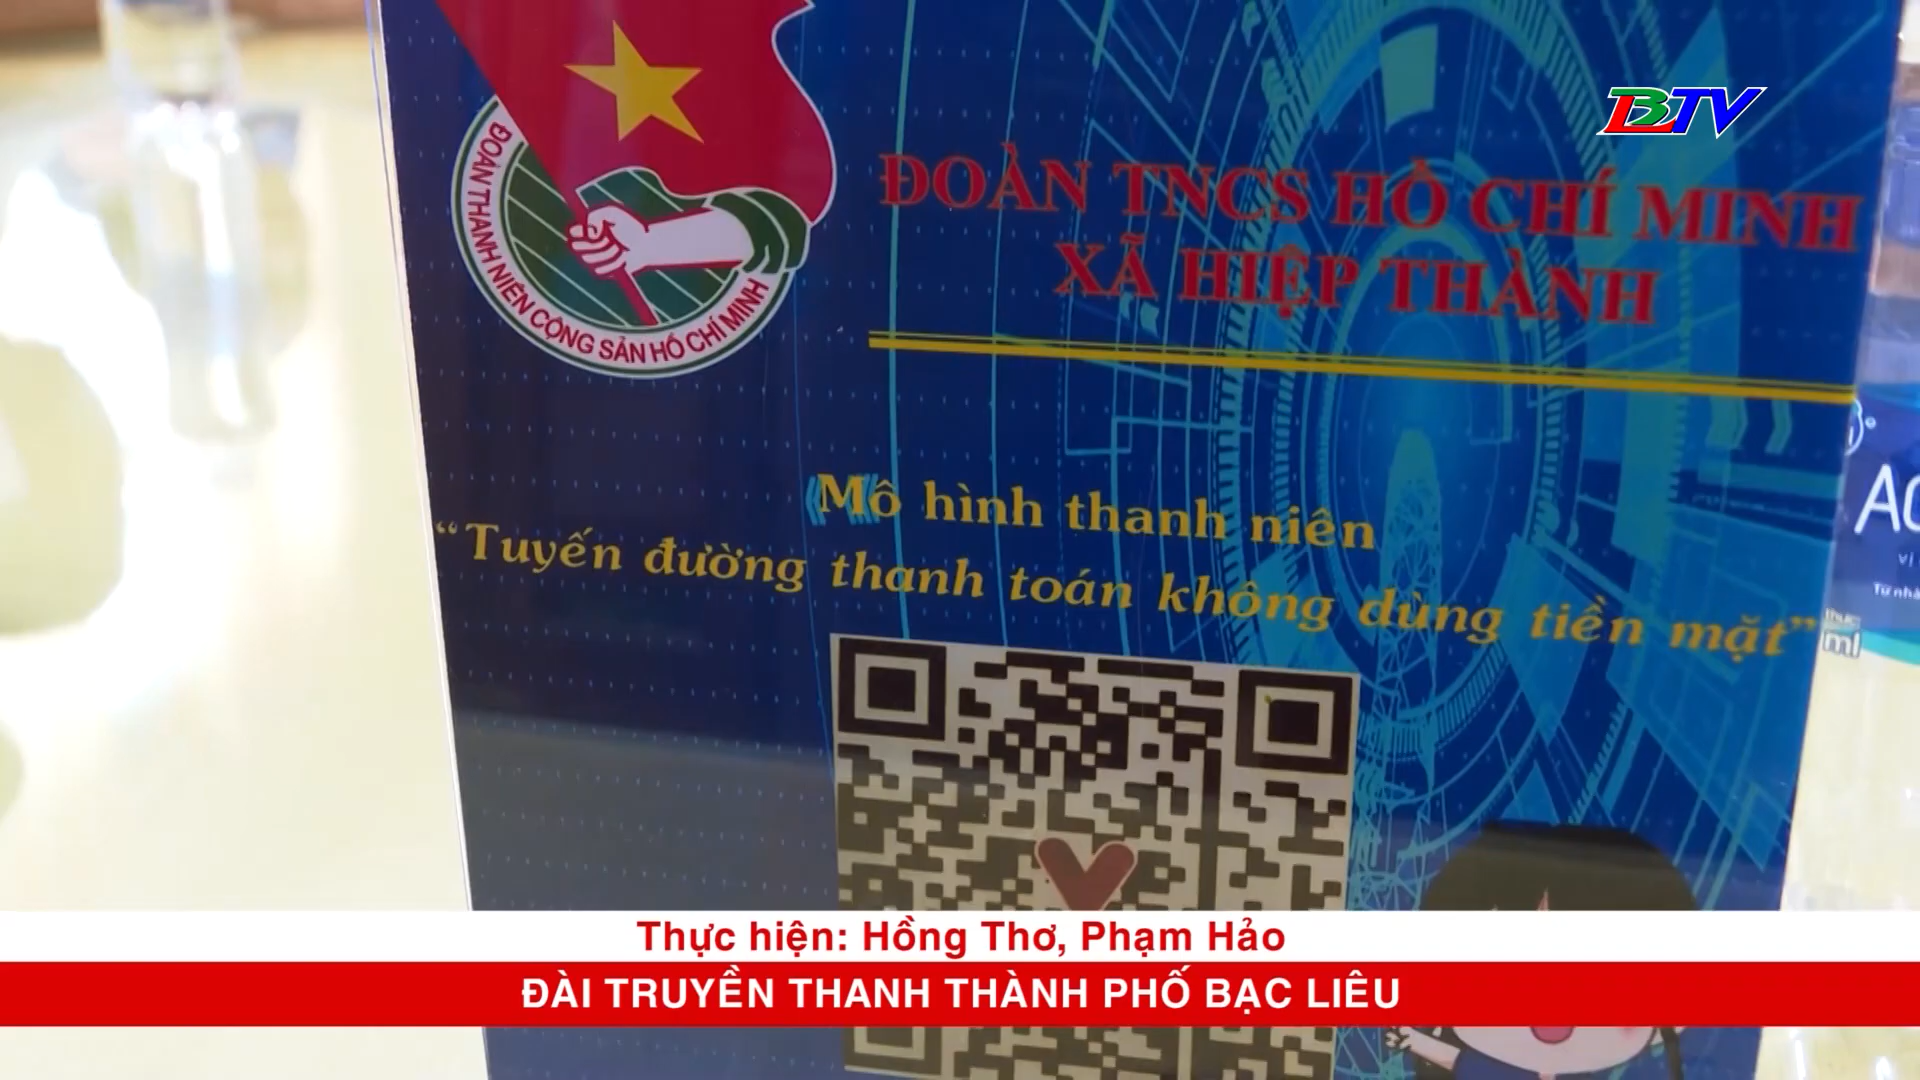 BTV
ĐOÀN THANH NIÊN CỘNG SẢN HỒ CHÍ MINH
ĐOÀN TNCS HỒ CHÍ MINH
XÃ HIỆP THÀNH
Mô hình thanh niên
“Tuyến đường thanh toán không dùng tiền mặt”
ml
Thực hiện: Hồng Thơ, Phạm Hảo
ĐÀI TRUYỀN THANH THÀNH PHỐ BẠC LIÊU